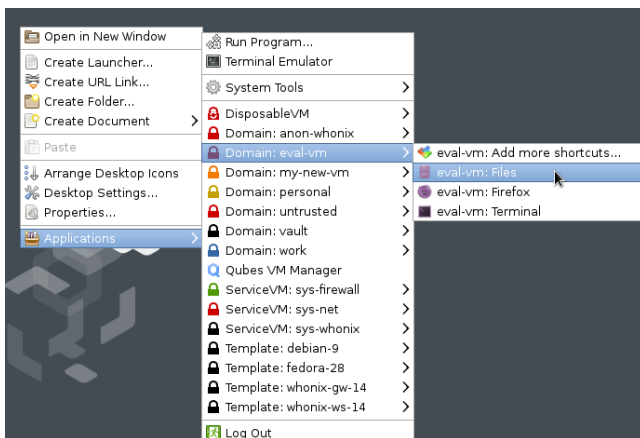 Open in New Window
Create Launcher...
Create URL Link...
Create Folder...
Create Document
Paste
Arrange Desktop Icons
Desktop Settings...
Properties...
Applications
Run Program...
Terminal Emulator
System Tools
DisposableVM
Domain: anon-whonix
Domain: eval-vm
Domain: my-new-vm
Domain: personal
Domain: untrusted
Domain: vault
Domain: work
Qubes VM Manager
ServiceVM: sys-firewall
ServiceVM: sys-net
ServiceVM: sys-whonix
Template: debian-9
Template: fedora-28
Template: whonix-gw-14
Template: whonix-ws-14
Log Out
eval-vm: Add more shortcuts...
eval-vm: Files
eval-vm: Firefox
eval-vm: Terminal